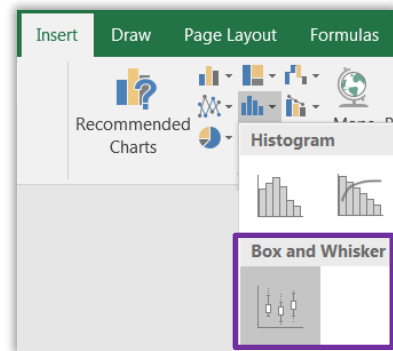 Insert Draw Page Layout Formulas
Recommended
Charts
Histogram
Box and Whisker